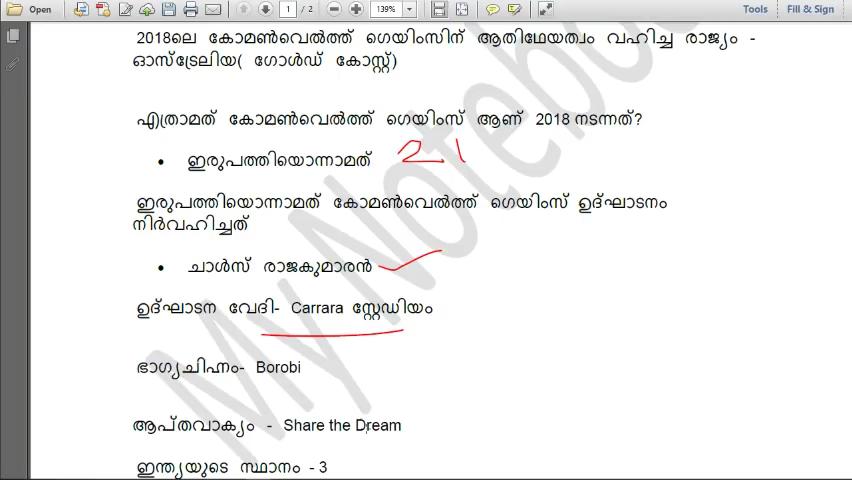 Open 1 / 2 139% Tools Fill & Sign
2018ലെ കോമൺവെൽത്ത് ഗെയിംസിന് ആതിഥേയത്വം വഹിച്ച രാജ്യം -
ഓസ്ട്രേലിയ( ഗോൾഡ് കോസ്റ്റ്)
എത്രാമത് കോമൺവെൽത്ത് ഗെയിംസ് ആണ് 2018 നടന്നത്?
• ഇരുപത്തിയൊന്നാമത് 21
ഇരുപത്തിയൊന്നാമത് കോമൺവെൽത്ത് ഗെയിംസ് ഉദ്ഘാടനം
നിർവഹിച്ചത്
• ചാൾസ് രാജകുമാരൻ
ഉദ്ഘാടന വേദി- Carrara സ്റ്റേഡിയം
ഭാഗ്യചിഹ്നം- Borobi
ആപ്തവാക്യം - Share the Dream
ഇന്ത്യയുടെ സ്ഥാനം - 3
My Notebook